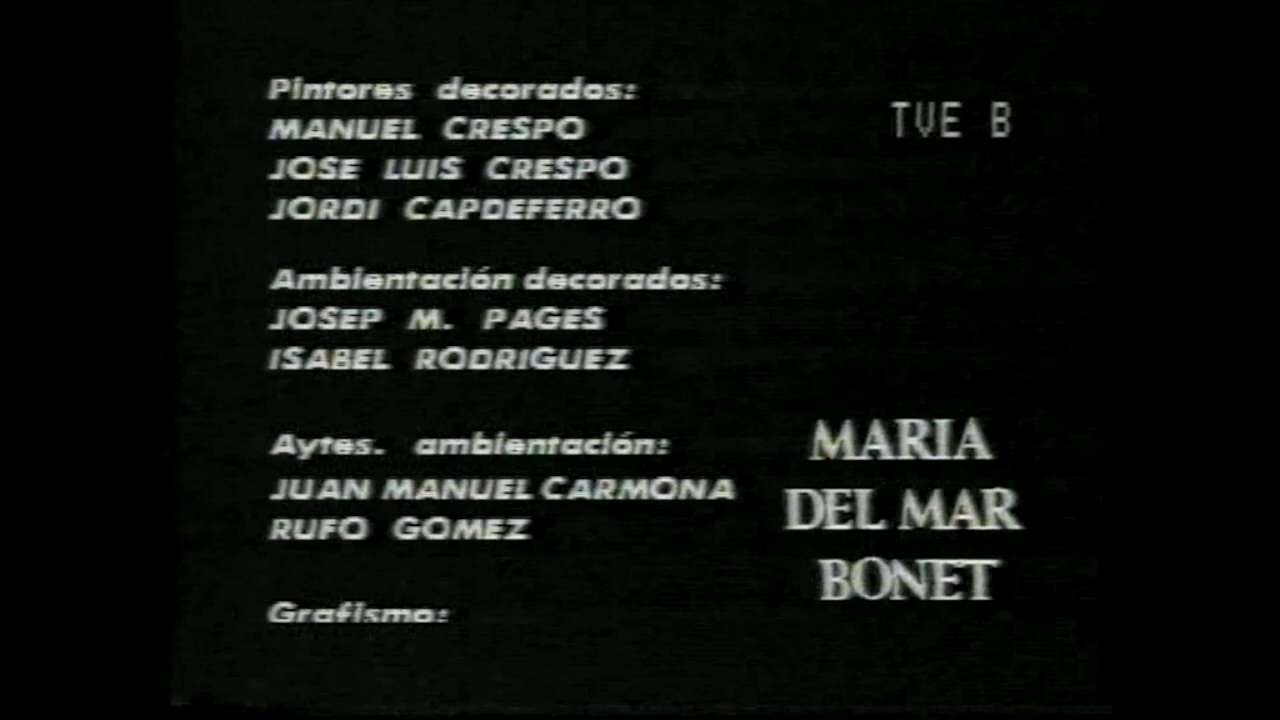 Pintores decorados:
MANUEL CRESPO
JOSE LUIS CRESPO
JORDI CAPDEFERRO
Ambientación decorados:
JOSEP M. PAGES
ISABEL RODRIGUEZ
Aytes. ambientación:
JUAN MANUEL CARMONA
RUFO GOMEZ
Grafismo:
TVE B
MARIA
DEL MAR
BONET